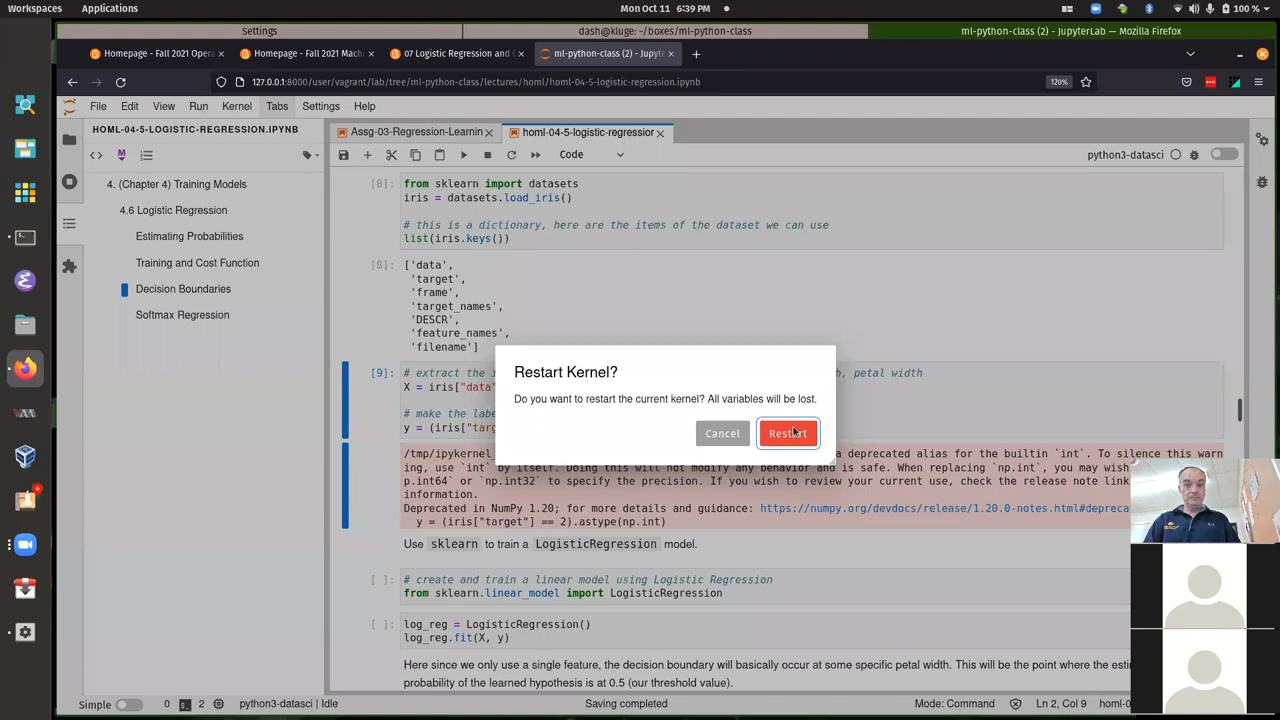 Workspaces Applications Mon Oct 11 6:39 PM 100 %
Settings dash@kluge: ~/boxes/ml-python-class ml-python-class (2) - JupyterLab — Mozilla Firefox
Homepage - Fall 2021 Opera Homepage - Fall 2021 Machi 07 Logistic Regression and C ml-python-class (2) - Jupyte
127.0.0.1:8000/user/vagrant/lab/tree/ml-python-class/lectures/homl/homl-04-5-logistic-regression.ipynb 120%
File Edit View Run Kernel Tabs Settings Help
HOML-04-5-LOGISTIC-REGRESSION.IPYNB
Assg-03-Regression-Learnin homl-04-5-logistic-regression
Code python3-datasci
4. (Chapter 4) Training Models
4.6 Logistic Regression
Estimating Probabilities
Training and Cost Function
Decision Boundaries
Softmax Regression
[8]: from sklearn import datasets
iris = datasets.load_iris()
# this is a dictionary, here are the items of the dataset we can use
list(iris.keys())
[8]: ['data',
'target',
'frame',
'target_names',
'DESCR',
'feature_names',
'filename']
[9]: # extract the h, petal width
X = iris["data"
# make the labe
y = (iris["targ
Restart Kernel?
Do you want to restart the current kernel? All variables will be lost.
Cancel Restart
/tmp/ipykernel_ a deprecated alias for the builtin `int`. To silence this warn
ing, use `int` by itself. Doing this will not modify any behavior and is safe. When replacing `np.int`, you may wish
p.int64` or `np.int32` to specify the precision. If you wish to review your current use, check the release note link
information.
Deprecated in NumPy 1.20; for more details and guidance: https://numpy.org/devdocs/release/1.20.0-notes.html#depreca
y = (iris["target"] == 2).astype(np.int)
Use sklearn to train a LogisticRegression model.
[ ]: # create and train a linear model using Logistic Regression
from sklearn.linear_model import LogisticRegression
[ ]: log_reg = LogisticRegression()
log_reg.fit(X, y)
Here since we only use a single feature, the decision boundary will basically occur at some specific petal width. This will be the point where the estim
probability of the learned hypothesis is at 0.5 (our threshold value).
Simple 0 2 python3-datasci | Idle Saving completed Mode: Command Ln 2, Col 9 homl-0